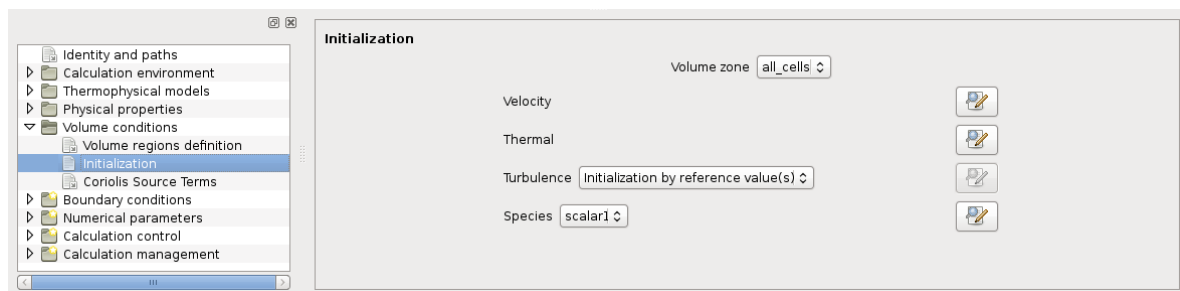 Identity and paths
Calculation environment
Thermophysical models
Physical properties
Volume conditions
Volume regions definition
Initialization
Coriolis Source Terms
Boundary conditions
Numerical parameters
Calculation control
Calculation management
Initialization
Volume zone all_cells
Velocity
Thermal
Turbulence Initialization by reference value(s)
Species scalar1